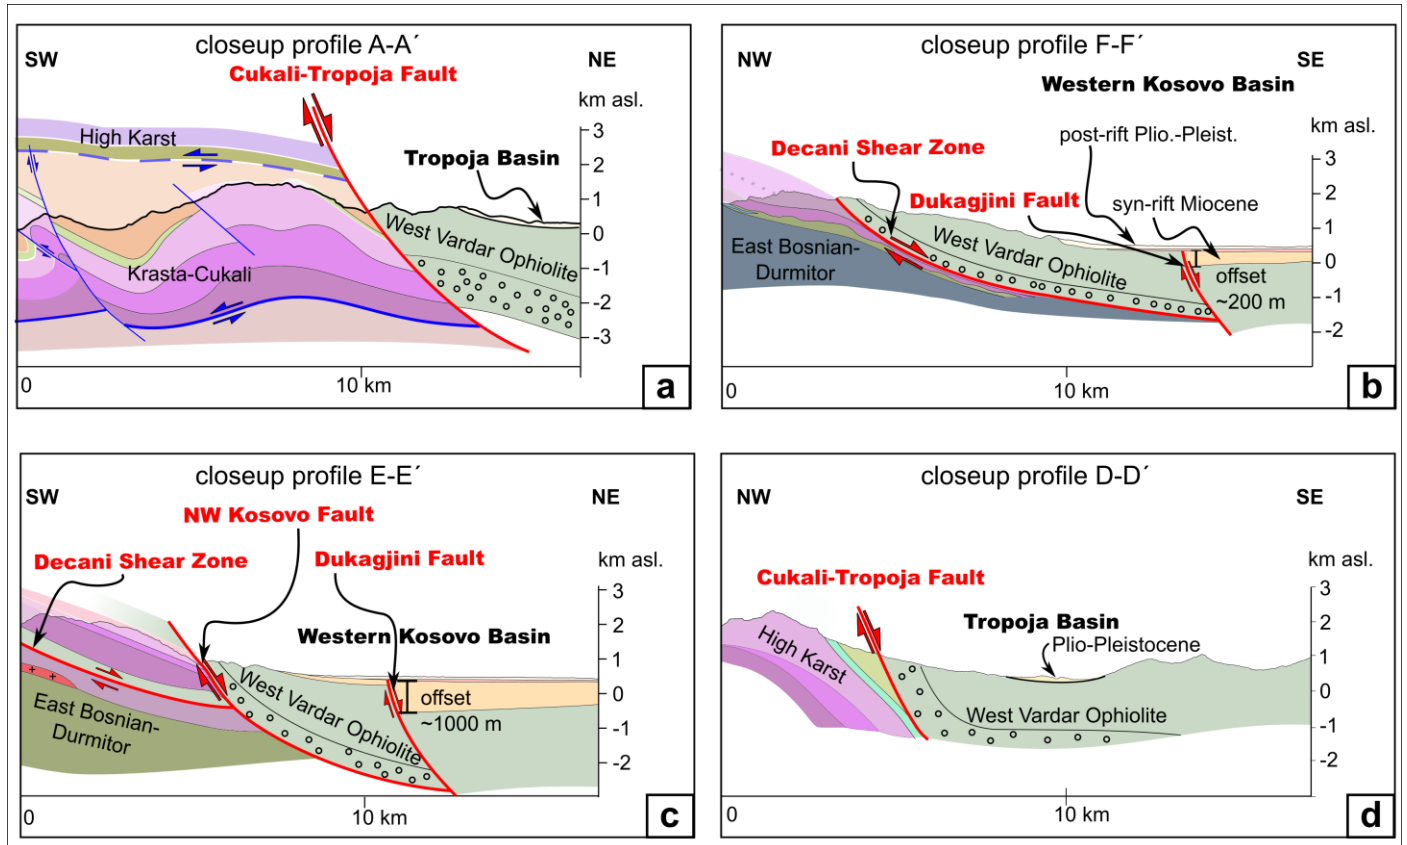 closeup profile A-A´
SW
NE
Cukali-Tropoja Fault
km asl.
High Karst
Tropoja Basin
West Vardar Ophiolite
Krasta-Cukali
3
2
1
0
-1
-2
-3
0
10 km
a
closeup profile F-F´
NW
SE
Western Kosovo Basin
km asl.
post-rift Plio.-Pleist.
Decani Shear Zone
Dukagjini Fault
syn-rift Miocene
East Bosnian-
Durmitor
West Vardar Ophiolite
offset
~200 m
3
2
1
0
-1
-2
0
10 km
b
closeup profile E-E´
SW
NE
NW Kosovo Fault
Decani Shear Zone
Dukagjini Fault
km asl.
Western Kosovo Basin
offset
~1000 m
West Vardar Ophiolite
East Bosnian-
Durmitor
+ +
+
3
2
1
0
-1
-2
0
10 km
c
closeup profile D-D´
NW
SE
km asl.
Cukali-Tropoja Fault
Tropoja Basin
Plio-Pleistocene
High Karst
West Vardar Ophiolite
3
2
1
0
-1
-2
0
10 km
d